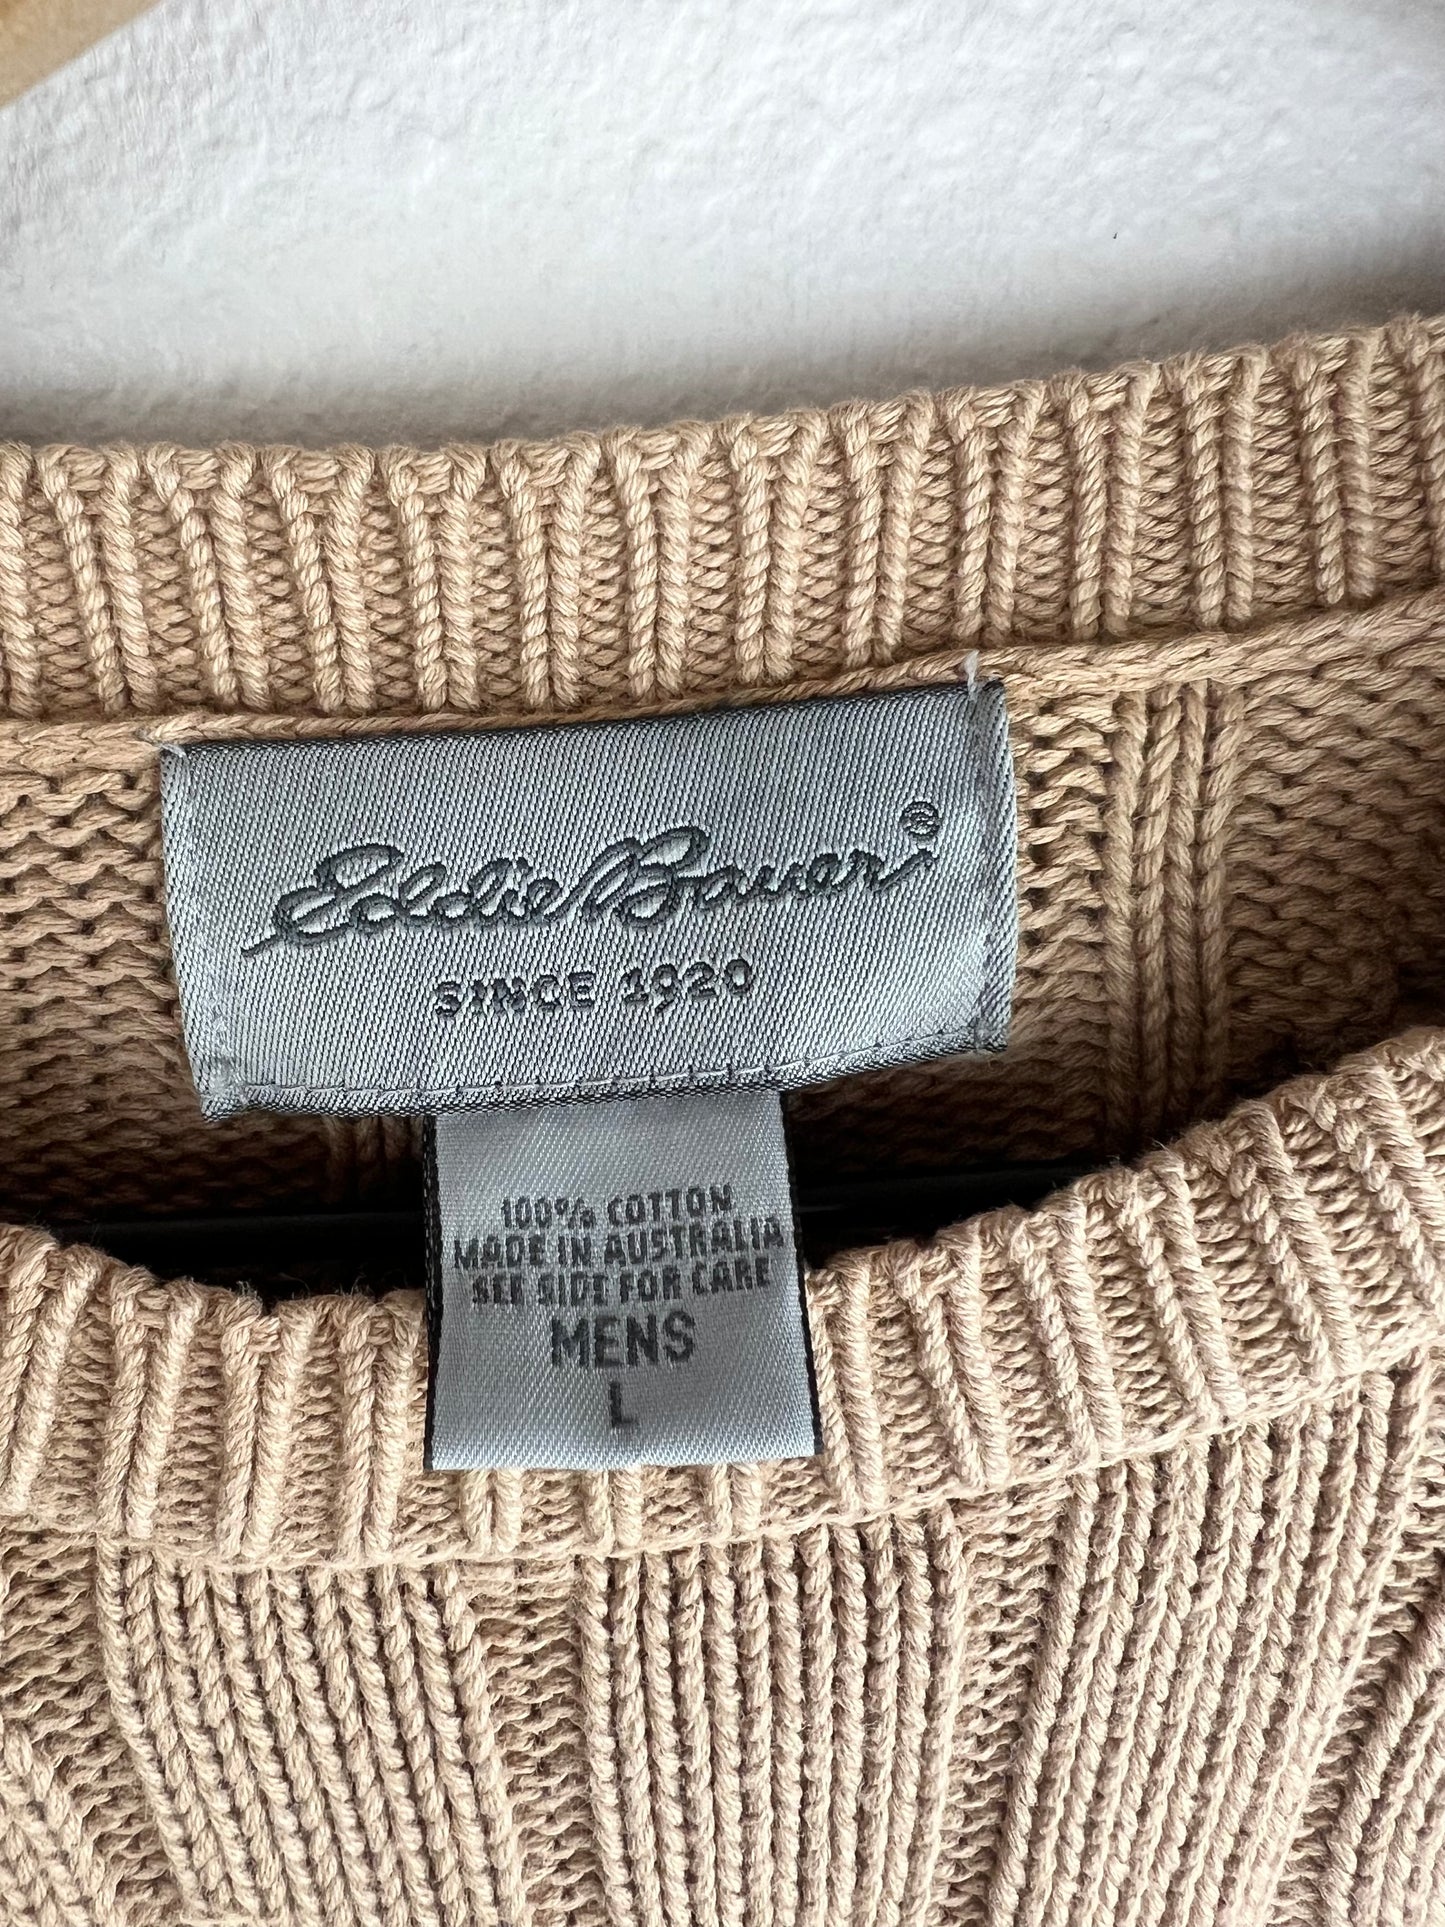 Eddie Bauer®
SINCE 1920
100% COTTON
MADE IN AUSTRALIA
SEE SIDE FOR CARE
MENS
L